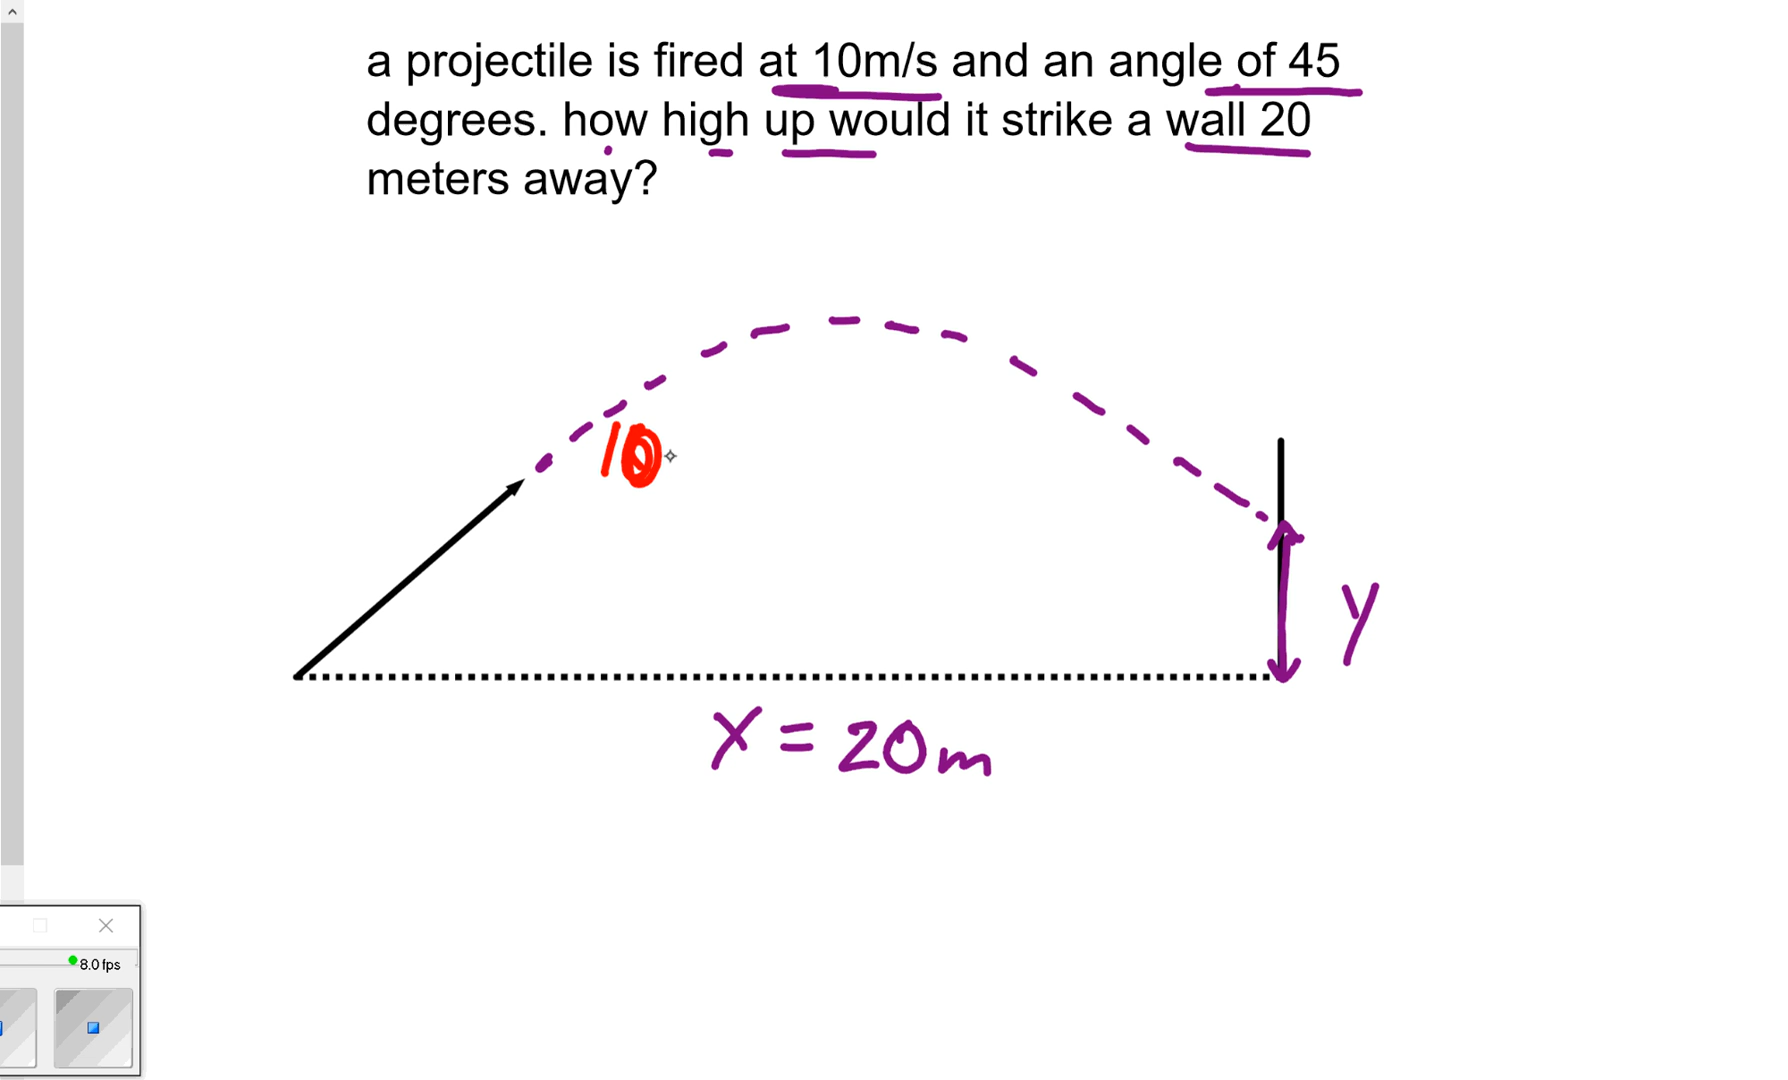 a projectile is fired at 10m/s and an angle of 45
degrees. how high up would it strike a wall 20
meters away?
10
y
x = 20m
8.0 fps